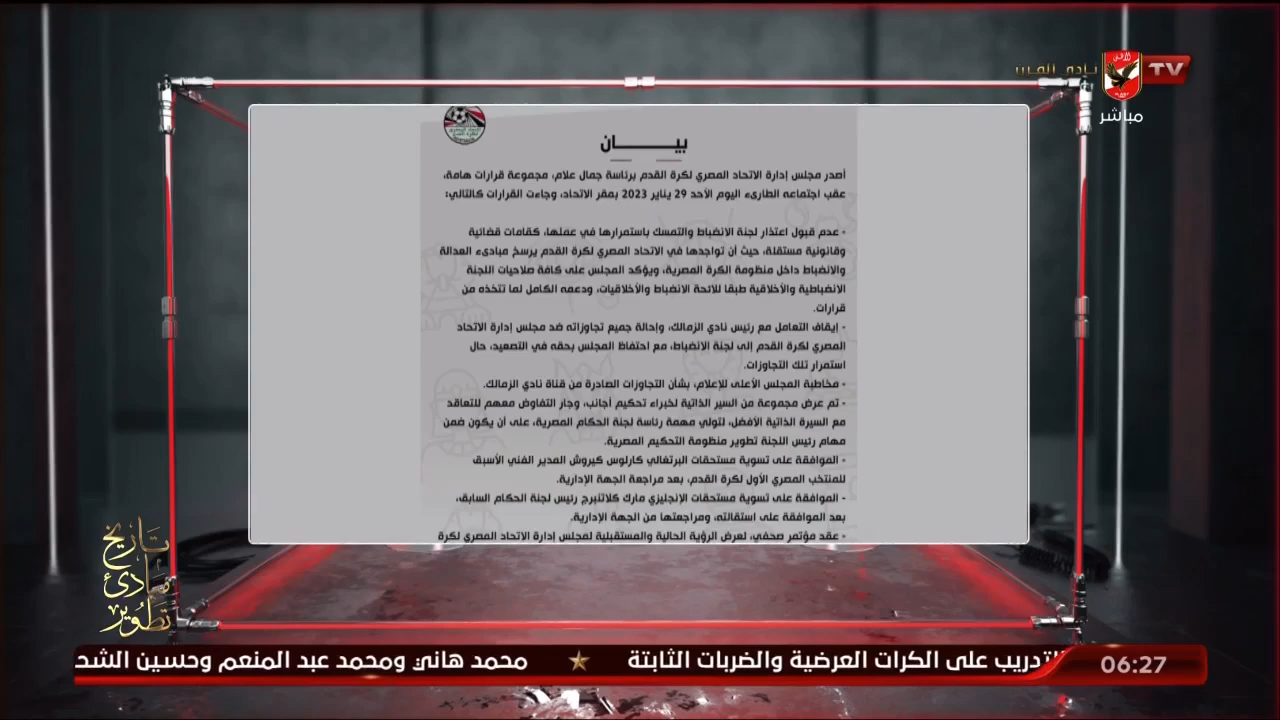 نادي القرن
TV
مباشر
بيـــــــان
أصدر مجلس إدارة الاتحاد المصري لكرة القدم برئاسة جمال علام، مجموعة قرارات هامة،
عقب اجتماعه الطارىء اليوم الأحد 29 يناير 2023 بمقر الاتحاد، وجاءت القرارات كالتالي:
- عدم قبول اعتذار لجنة الانضباط والتمسك باستمرارها في عملها، كقامات قضائية
وقانونية مستقلة، حيث أن تواجدها في الاتحاد المصري لكرة القدم يرسخ مبادىء العدالة
والانضباط داخل منظومة الكرة المصرية، ويؤكد المجلس على كافة صلاحيات اللجنة
الانضباطية والأخلاقية طبقا للائحة الانضباط والأخلاقيات، ودعمه الكامل لما تتخذه من
قرارات.
- إيقاف التعامل مع رئيس نادي الزمالك، وإحالة جميع تجاوزاته ضد مجلس إدارة الاتحاد
المصري لكرة القدم إلى لجنة الانضباط، مع احتفاظ المجلس بحقه في التصعيد، حال
استمرار تلك التجاوزات.
- مخاطبة المجلس الأعلى للإعلام، بشأن التجاوزات الصادرة من قناة نادي الزمالك.
- تم عرض مجموعة من السير الذاتية لخبراء تحكيم أجانب، وجار التفاوض معهم للتعاقد
مع السيرة الذاتية الأفضل، لتولي مهمة رئاسة لجنة الحكام المصرية، على أن يكون ضمن
مهام رئيس اللجنة تطوير منظومة التحكيم المصرية.
- الموافقة على تسوية مستحقات البرتغالي كارلوس كيروش المدير الفني الأسبق
للمنتخب المصري الأول لكرة القدم، بعد مراجعة الجهة الإدارية.
- الموافقة على تسوية مستحقات الإنجليزي مارك كلاتنبرج رئيس لجنة الحكام السابق،
بعد الموافقة على استقالته، ومراجعتها من الجهة الإدارية.
- عقد مؤتمر صحفي، لعرض الرؤية الحالية والمستقبلية لمجلس إدارة الاتحاد المصري لكرة
تاريخ
مبادئ
تطوير
التدريب على الكرات العرضية والضربات الثابتة ★ محمد هاني ومحمد عبد المنعم وحسين الشح
06:27